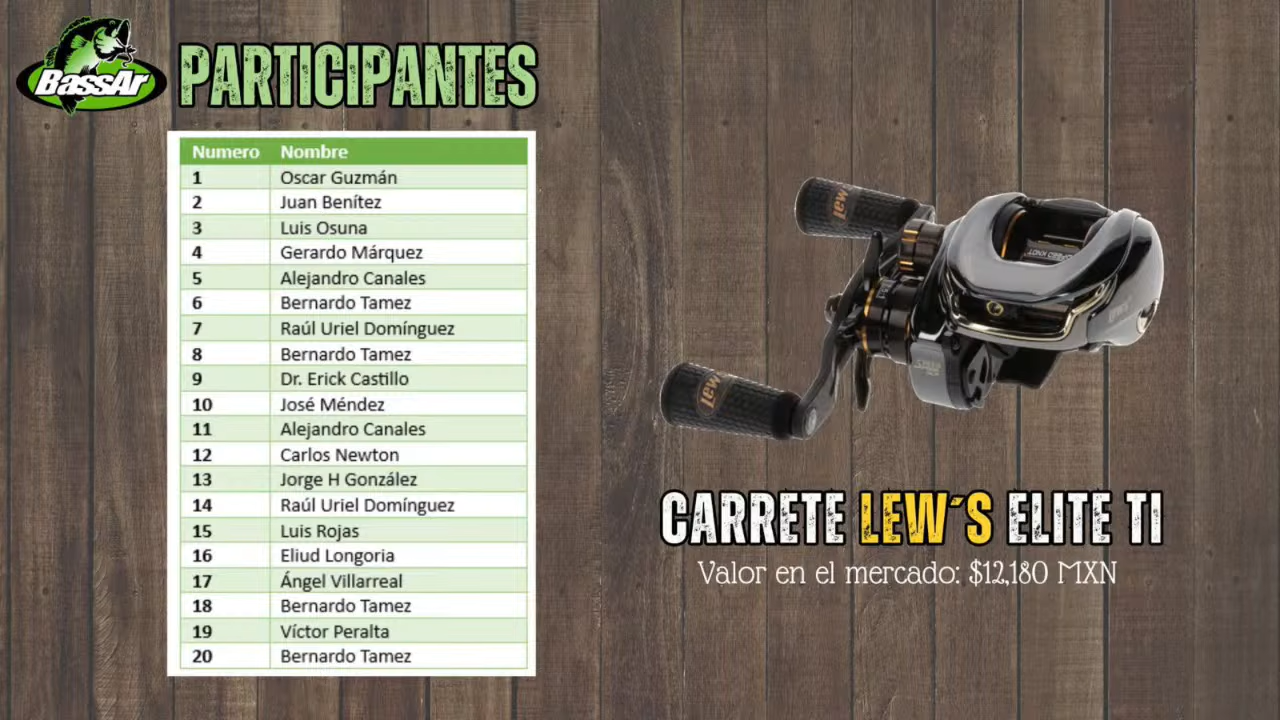 BassAr
PARTICIPANTES
Numero Nombre
1 Oscar Guzmán
2 Juan Benítez
3 Luis Osuna
4 Gerardo Márquez
5 Alejandro Canales
6 Bernardo Tamez
7 Raúl Uriel Domínguez
8 Bernardo Tamez
9 Dr. Erick Castillo
10 José Méndez
11 Alejandro Canales
12 Carlos Newton
13 Jorge H González
14 Raúl Uriel Domínguez
15 Luis Rojas
16 Eliud Longoria
17 Ángel Villarreal
18 Bernardo Tamez
19 Víctor Peralta
20 Bernardo Tamez
Lew's
Lew's
CARRETE LEW´S ELITE TI
Valor en el mercado: $12,180 MXN